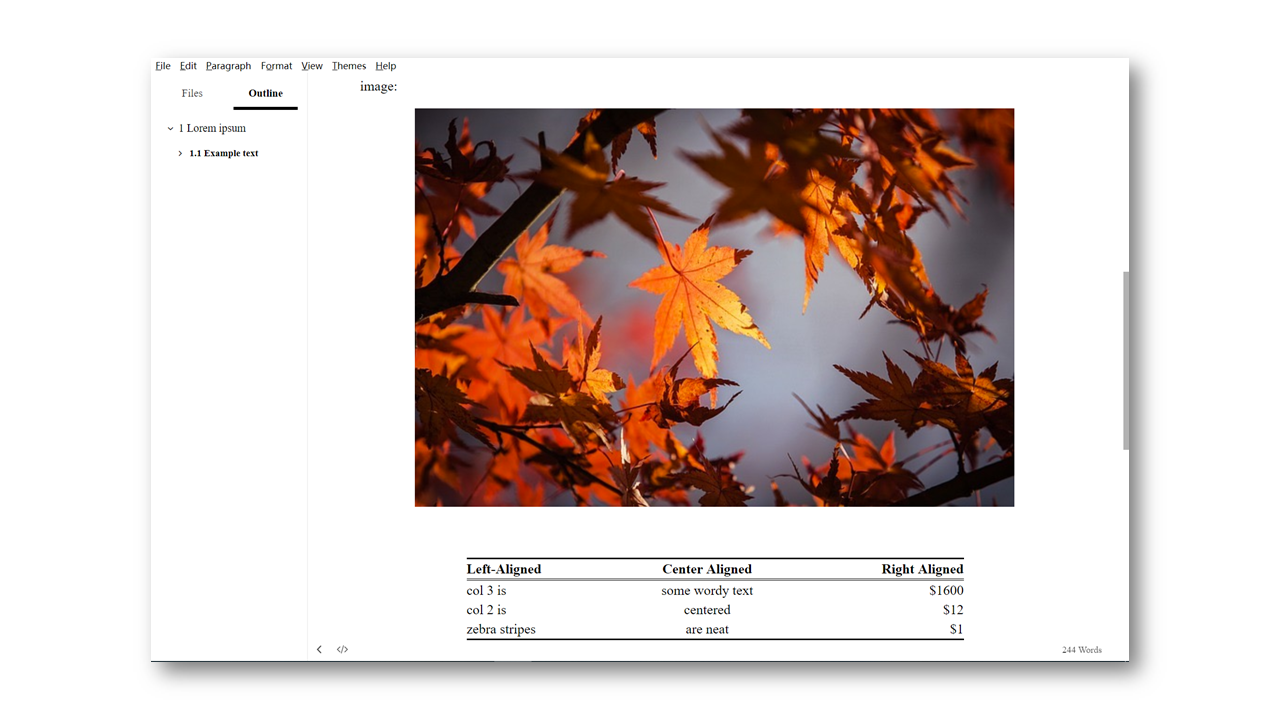 File Edit Paragraph Format View Themes Help
Files Outline
1 Lorem ipsum
1.1 Example text
image:
Left-Aligned Center Aligned Right Aligned
col 3 is some wordy text $1600
col 2 is centered $12
zebra stripes are neat $1
</> 244 Words